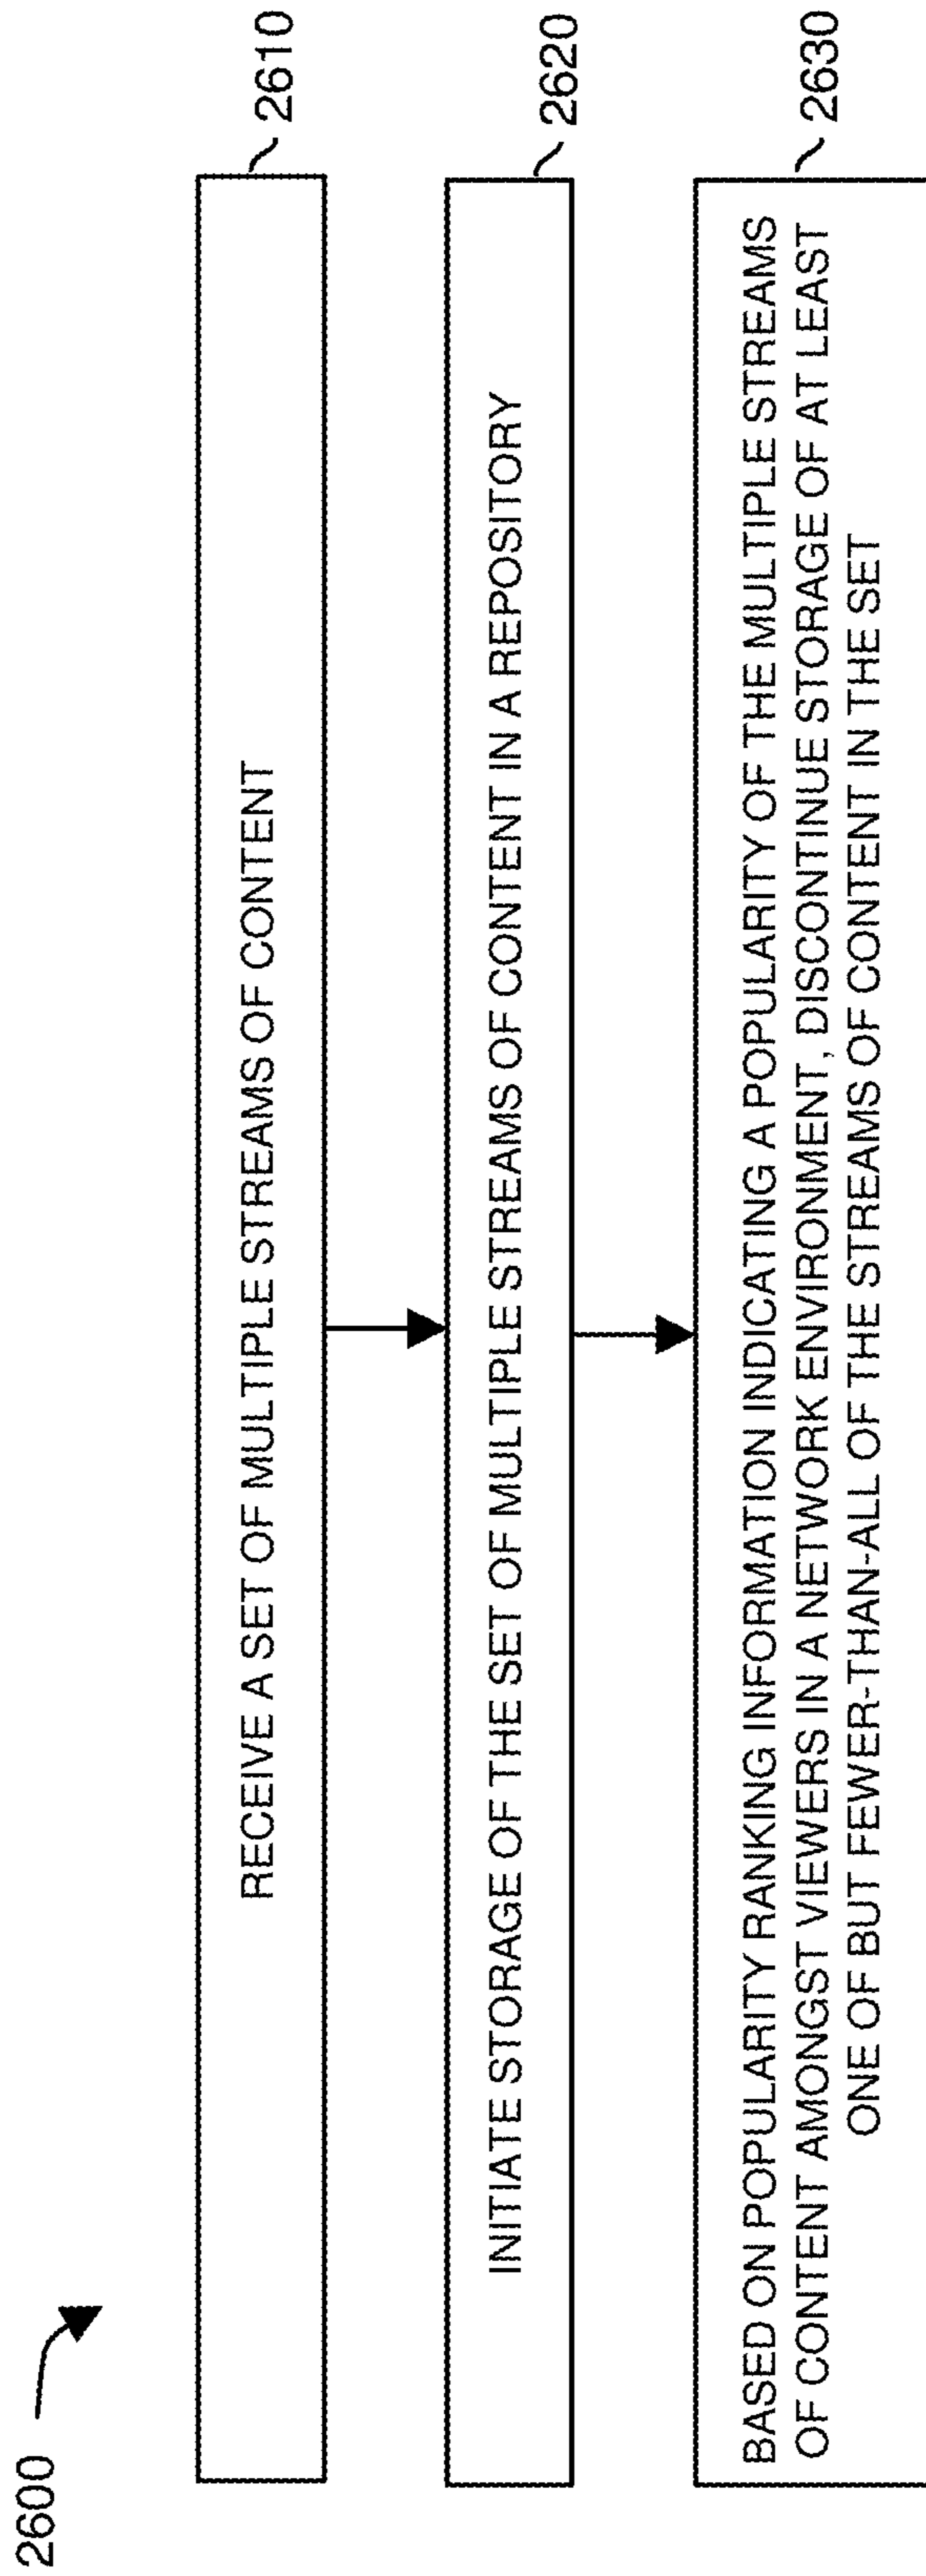 2600
RECEIVE A SET OF MULTIPLE STREAMS OF CONTENT
2610
INITIATE STORAGE OF THE SET OF MULTIPLE STREAMS OF CONTENT IN A REPOSITORY
2620
BASED ON POPULARITY RANKING INFORMATION INDICATING A POPULARITY OF THE MULTIPLE STREAMS
OF CONTENT AMONGST VIEWERS IN A NETWORK ENVIRONMENT, DISCONTINUE STORAGE OF AT LEAST
ONE OF BUT FEWER-THAN-ALL OF THE STREAMS OF CONTENT IN THE SET
2630